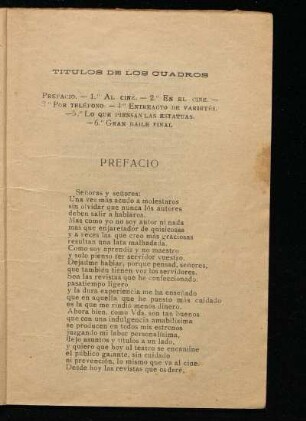 TITULOS DE LOS CUADROS
PREFACIO. — 1.º AL CINE. — 2.º EN EL CINE. —
3.º POR TELÉFONO. — 4.º ENTREACTO DE VARIETÉS.
—5.º LO QUE PIENSAN LAS ESTATUAS.
—6.º GRAN BAILE FINAL
PREFACIO
Señoras y señores:
Una vez más acudo a molestaros
sin olvidar que nunca los autores
deben salir a hablaros.
Mas como yo no soy autor ni nada
más que enjaretador de quisicosas
y a veces las que creo más graciosas
resultan una lata malhadada.
Como soy aprendiz y no maestro
y sólo pienso ser servidor vuestro.
Dejadme hablar, porque pensad, señores,
que también tienen voz los servidores.
Son las revistas que he confeccionado
pasatiempo ligero
y la dura experiencia me ha enseñado
que en aquella que he puesto más cuidado
es la que me rindió menos dinero.
Ahora bien, como Vds. son tan buenos
que con una indulgencia amabilísima
se producen en todos mis estrenos
juzgando mi labor personalísima,
dejo asuntos y títulos a un lado,
y quiero que hoy al teatro se encamine
el público galante, sin cuidado
ni prevención, lo mismo que va al cine.
Desde hoy las revistas que haderé.